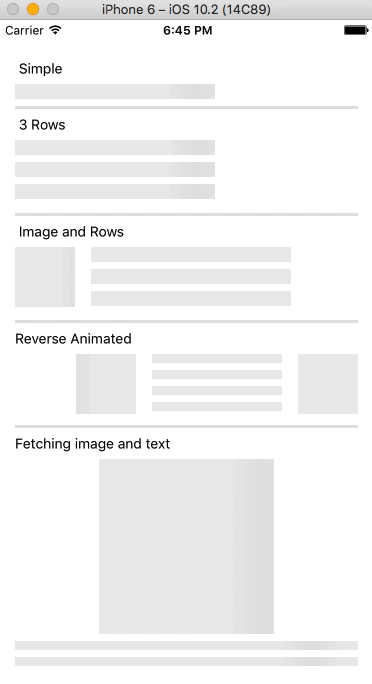 iPhone 6 – iOS 10.2 (14C89)
Carrier 6:45 PM
Simple
3 Rows
Image and Rows
Reverse Animated
Fetching image and text